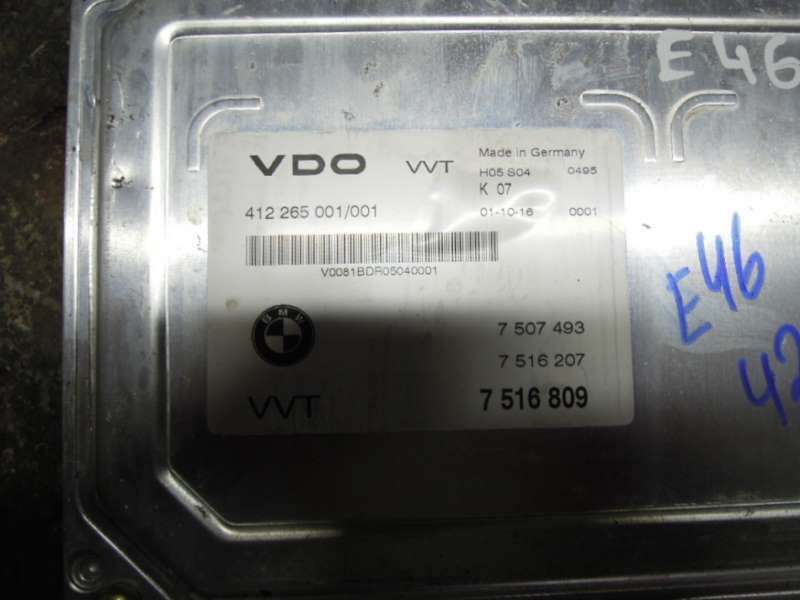 E46
VDO VVT Made in Germany
H05 S04 0495
K 07
412 265 001/001 01-10-16 0001
V0081BDR05040001
BMW
7 507 493
7 516 207
VVT 7 516 809
E46
42